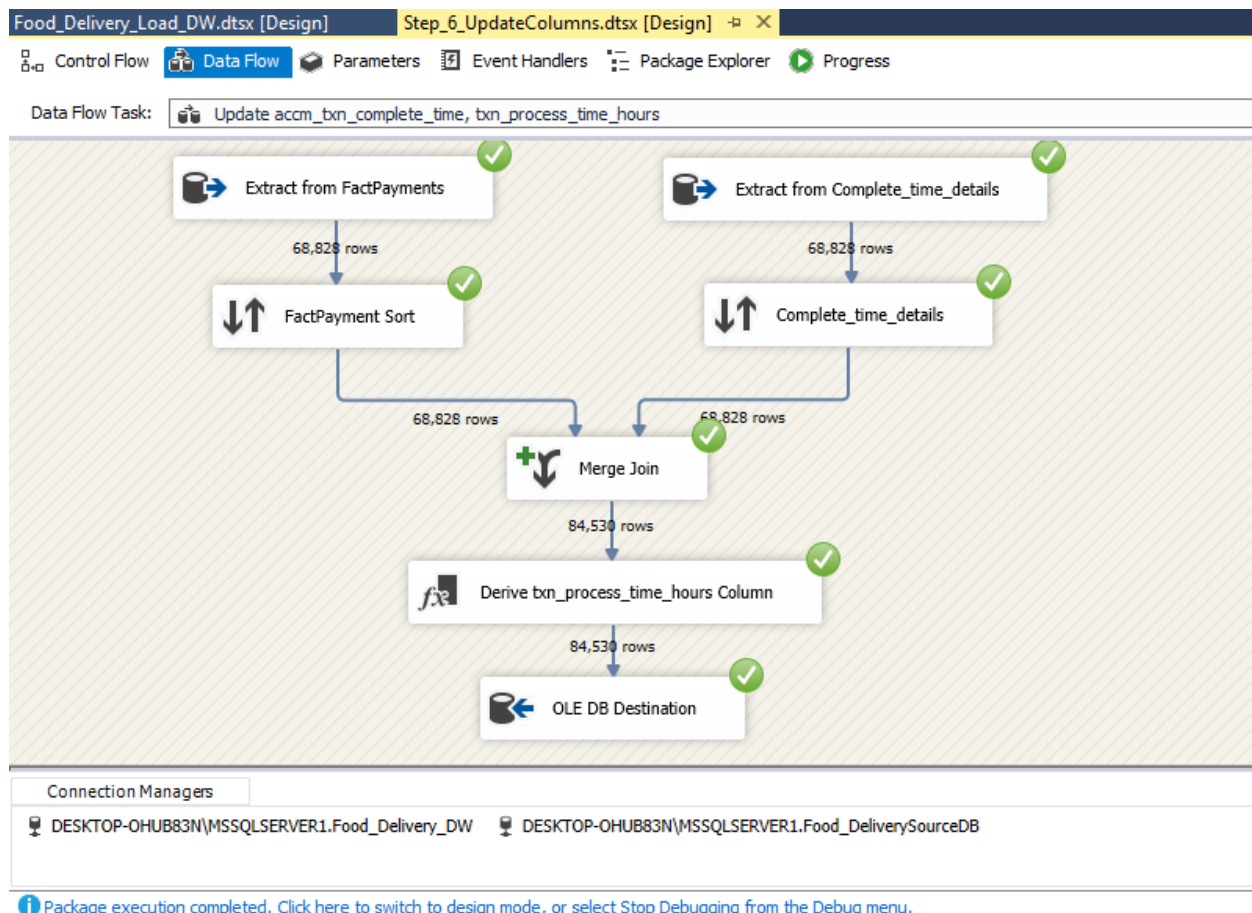 Food_Delivery_Load_DW.dtsx [Design]
Step_6_UpdateColumns.dtsx [Design]
Control Flow
Data Flow
Parameters
Event Handlers
Package Explorer
Progress
Data Flow Task:
Update accm_txn_complete_time, txn_process_time_hours
Extract from FactPayments
Extract from Complete_time_details
68,828 rows
68,828 rows
FactPayment Sort
Complete_time_details
68,828 rows
68,828 rows
Merge Join
84,530 rows
Derive txn_process_time_hours Column
84,530 rows
OLE DB Destination
Connection Managers
DESKTOP-OHUB83N\MSSQLSERVER1.Food_Delivery_DW
DESKTOP-OHUB83N\MSSQLSERVER1.Food_DeliverySourceDB
Package execution completed. Click here to switch to design mode, or select Stop Debugging from the Debug menu.